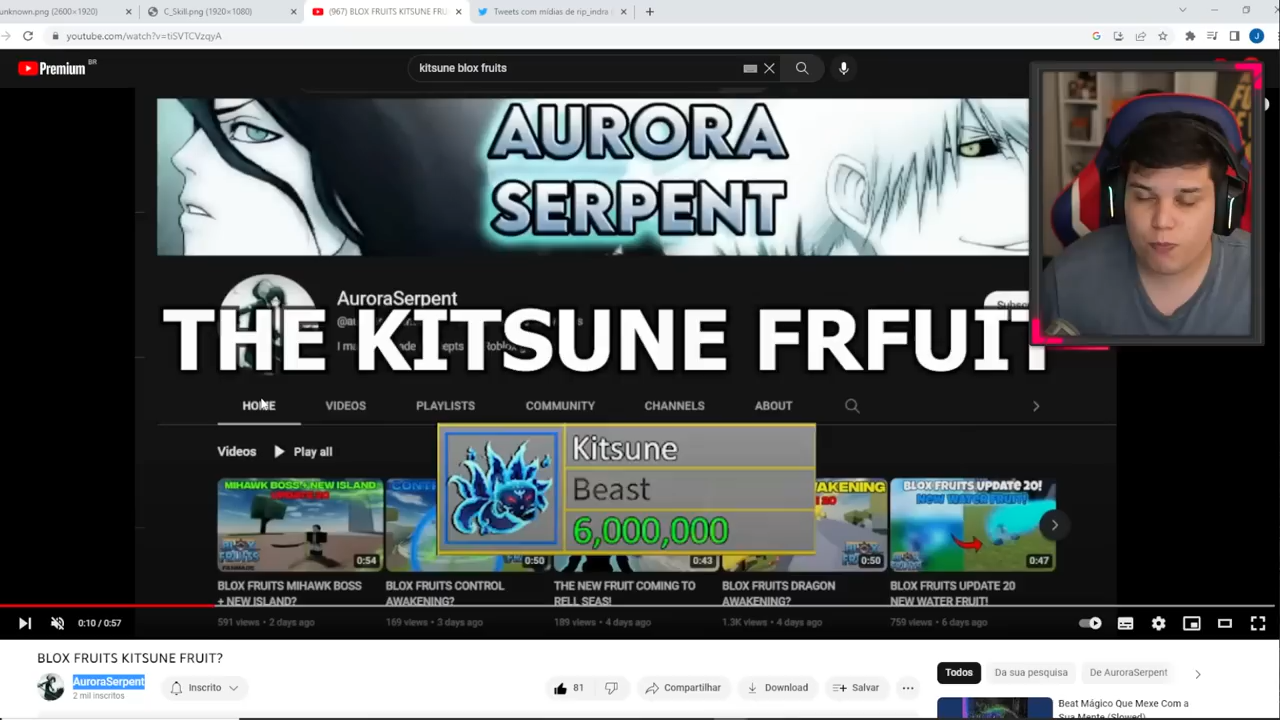 unknown.png (2600×1920)
C_Skill.png (1920×1080)
(967) BLOX FRUITS KITSUNE FRU
Tweets com mídias de rip_indra
youtube.com/watch?v=tiSVTCVzqyA
J
Premium BR
kitsune blox fruits
AURORA
SERPENT
AuroraSerpent
THE KITSUNE FRFUIT
HOME
VIDEOS
PLAYLISTS
COMMUNITY
CHANNELS
ABOUT
Videos
Play all
Kitsune
Beast
6,000,000
MIHAWK BOSS + NEW ISLAND
UPDATE 20
BLOX FRUITS UPDATE 20!
NEW WATER FRUIT!
0:54
0:50
0:43
0:50
0:47
BLOX FRUITS MIHAWK BOSS
+ NEW ISLAND?
BLOX FRUITS CONTROL
AWAKENING?
THE NEW FRUIT COMING TO
RELL SEAS!
BLOX FRUITS DRAGON
AWAKENING?
BLOX FRUITS UPDATE 20
NEW WATER FRUIT!
591 views • 2 days ago
169 views • 3 days ago
189 views • 4 days ago
1.3K views • 4 days ago
759 views • 6 days ago
0:10 / 0:57
BLOX FRUITS KITSUNE FRUIT?
AuroraSerpent
2 mil inscritos
Inscrito
81
Compartilhar
Download
Salvar
Todos
Da sua pesquisa
De AuroraSerpent
Beat Mágico Que Mexe Com a
Sua Mente (Slowed)